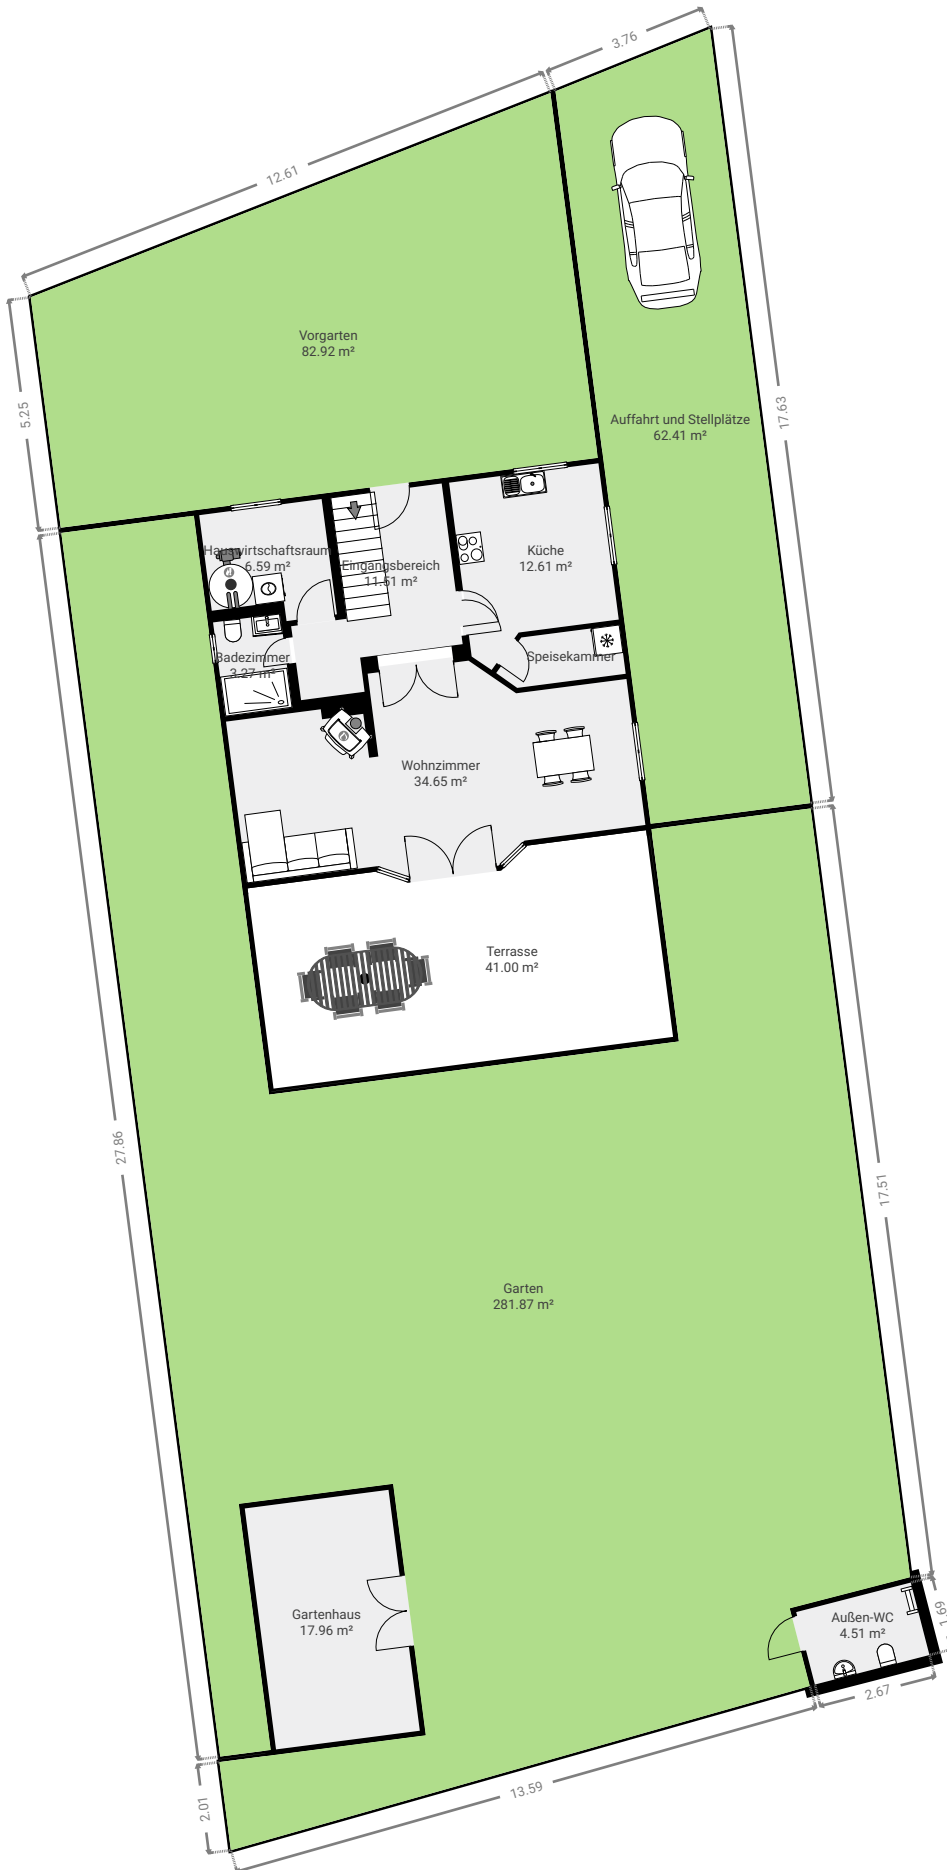 3.76
12.61
Vorgarten
82.92 m²
5.25
17.63
Auffahrt und Stellplätze
62.41 m²
Hauswirtschaftsraum
6.59 m²
Eingangsbereich
11.51 m²
Küche
12.61 m²
Badezimmer
3.27 m²
Speisekammer
Wohnzimmer
34.65 m²
Terrasse
41.00 m²
27.86
17.51
Garten
281.87 m²
Gartenhaus
17.96 m²
Außen-WC
4.51 m²
1.69
2.67
13.59
2.01